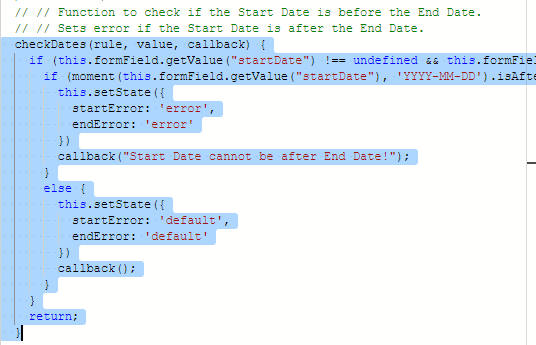 // // Function to check if the Start Date is before the End Date.
// // Sets error if the Start Date is after the End Date.
checkDates(rule, value, callback) {
if (this.formField.getValue("startDate") !== undefined && this.formFiel
if (moment(this.formField.getValue("startDate"), 'YYYY-MM-DD').isAfte
this.setState({
startError: 'error',
endError: 'error'
})
callback("Start Date cannot be after End Date!");
}
else {
this.setState({
startError: 'default',
endError: 'default'
})
callback();
}
}
return;
}